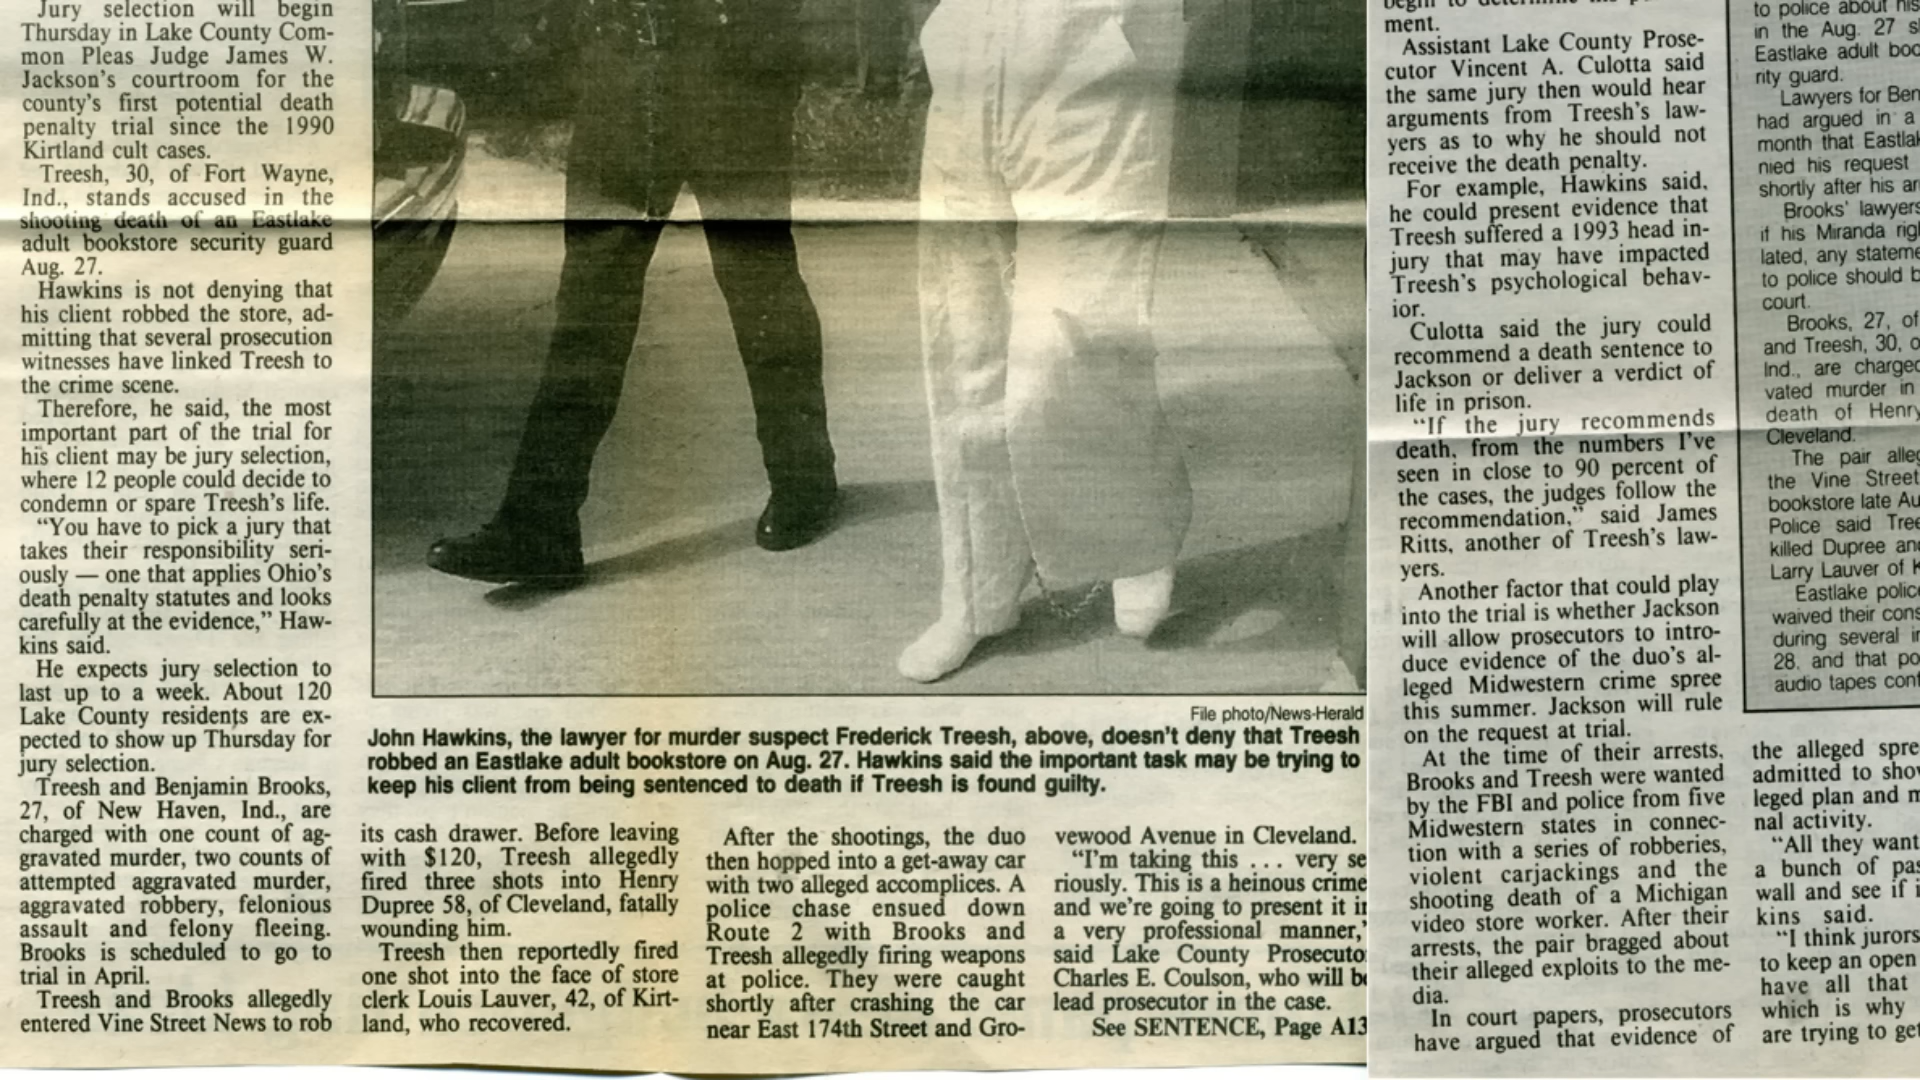 Jury selection will begin
Thursday in Lake County Com-
mon Pleas Judge James W.
Jackson's courtroom for the
county's first potential death
penalty trial since the 1990
Kirtland cult cases.
Treesh, 30, of Fort Wayne,
Ind., stands accused in the
shooting death of an Eastlake
adult bookstore security guard
Aug. 27.
Hawkins is not denying that
his client robbed the store, ad-
mitting that several prosecution
witnesses have linked Treesh to
the crime scene.
Therefore, he said, the most
important part of the trial for
his client may be jury selection,
where 12 people could decide to
condemn or spare Treesh's life.
"You have to pick a jury that
takes their responsibility seri-
ously — one that applies Ohio's
death penalty statutes and looks
carefully at the evidence," Haw-
kins said.
He expects jury selection to
last up to a week. About 120
Lake County residents are ex-
pected to show up Thursday for
jury selection.
Treesh and Benjamin Brooks,
27, of New Haven, Ind., are
charged with one count of ag-
gravated murder, two counts of
attempted aggravated murder,
aggravated robbery, felonious
assault and felony fleeing.
Brooks is scheduled to go to
trial in April.
Treesh and Brooks allegedly
entered Vine Street News to rob
File photo/News-Herald
John Hawkins, the lawyer for murder suspect Frederick Treesh, above, doesn't deny that Treesh
robbed an Eastlake adult bookstore on Aug. 27. Hawkins said the important task may be trying to
keep his client from being sentenced to death if Treesh is found guilty.
its cash drawer. Before leaving
with $120, Treesh allegedly
fired three shots into Henry
Dupree 58, of Cleveland, fatally
wounding him.
Treesh then reportedly fired
one shot into the face of store
clerk Louis Lauver, 42, of Kirt-
land, who recovered.
After the shootings, the duo
then hopped into a get-away car
with two alleged accomplices. A
police chase ensued down
Route 2 with Brooks and
Treesh allegedly firing weapons
at police. They were caught
shortly after crashing the car
near East 174th Street and Gro-
vewood Avenue in Cleveland.
"I'm taking this . . . very se
riously. This is a heinous crime
and we're going to present it in
a very professional manner,"
said Lake County Prosecuto
Charles E. Coulson, who will be
lead prosecutor in the case.
See SENTENCE, Page A13
ment.
Assistant Lake County Prose-
cutor Vincent A. Culotta said
the same jury then would hear
arguments from Treesh's law-
yers as to why he should not
receive the death penalty.
For example, Hawkins said,
he could present evidence that
Treesh suffered a 1993 head in-
jury that may have impacted
Treesh's psychological behav-
ior.
Culotta said the jury could
recommend a death sentence to
Jackson or deliver a verdict of
life in prison.
"If the jury recommends
death, from the numbers I've
seen in close to 90 percent of
the cases, the judges follow the
recommendation," said James
Ritts, another of Treesh's law-
yers.
Another factor that could play
into the trial is whether Jackson
will allow prosecutors to intro-
duce evidence of the duo's al-
leged Midwestern crime spree
this summer. Jackson will rule
on the request at trial.
At the time of their arrests,
Brooks and Treesh were wanted
by the FBI and police from five
Midwestern states in connec-
tion with a series of robberies,
violent carjackings and the
shooting death of a Michigan
video store worker. After their
arrests, the pair bragged about
their alleged exploits to the me-
dia.
In court papers, prosecutors
have argued that evidence of
to police about his
in the Aug. 27 s
Eastlake adult boo
rity guard.
Lawyers for Ben
had argued in a
month that Eastlak
nied his request
shortly after his ar
Brooks' lawyers
if his Miranda righ
lated, any stateme
to police should b
court.
Brooks, 27, of
and Treesh, 30, o
Ind., are charged
vated murder in
death of Henry
Cleveland.
The pair alleg
the Vine Street
bookstore late Au
Police said Tree
killed Dupree and
Larry Lauver of K
Eastlake police
waived their cons
during several in
28, and that po
audio tapes cont
the alleged spre
admitted to show
leged plan and m
nal activity.
"All they want
a bunch of pas
wall and see if i
kins said.
"I think jurors
to keep an open
have all that
which is why
are trying to get